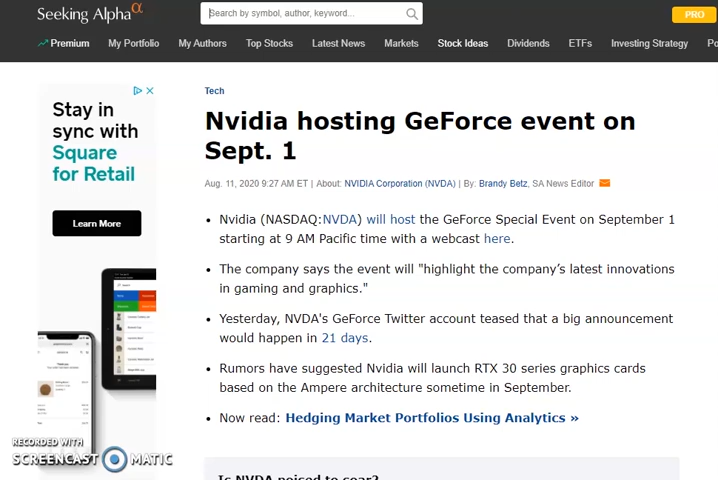 Seeking Alpha α
Search by symbol, author, keyword...
PRO
Premium My Portfolio My Authors Top Stocks Latest News Markets Stock Ideas Dividends ETFs Investing Strategy
Stay in
sync with
Square
for Retail
Learn More
Tech
Nvidia hosting GeForce event on
Sept. 1
Aug. 11, 2020 9:27 AM ET | About: NVIDIA Corporation (NVDA) | By: Brandy Betz, SA News Editor
• Nvidia (NASDAQ:NVDA) will host the GeForce Special Event on September 1
starting at 9 AM Pacific time with a webcast here.
• The company says the event will "highlight the company's latest innovations
in gaming and graphics."
• Yesterday, NVDA's GeForce Twitter account teased that a big announcement
would happen in 21 days.
• Rumors have suggested Nvidia will launch RTX 30 series graphics cards
based on the Ampere architecture sometime in September.
• Now read: Hedging Market Portfolios Using Analytics »
Is NVDA poised to soar?
RECORDED WITH
SCREENCAST MATIC